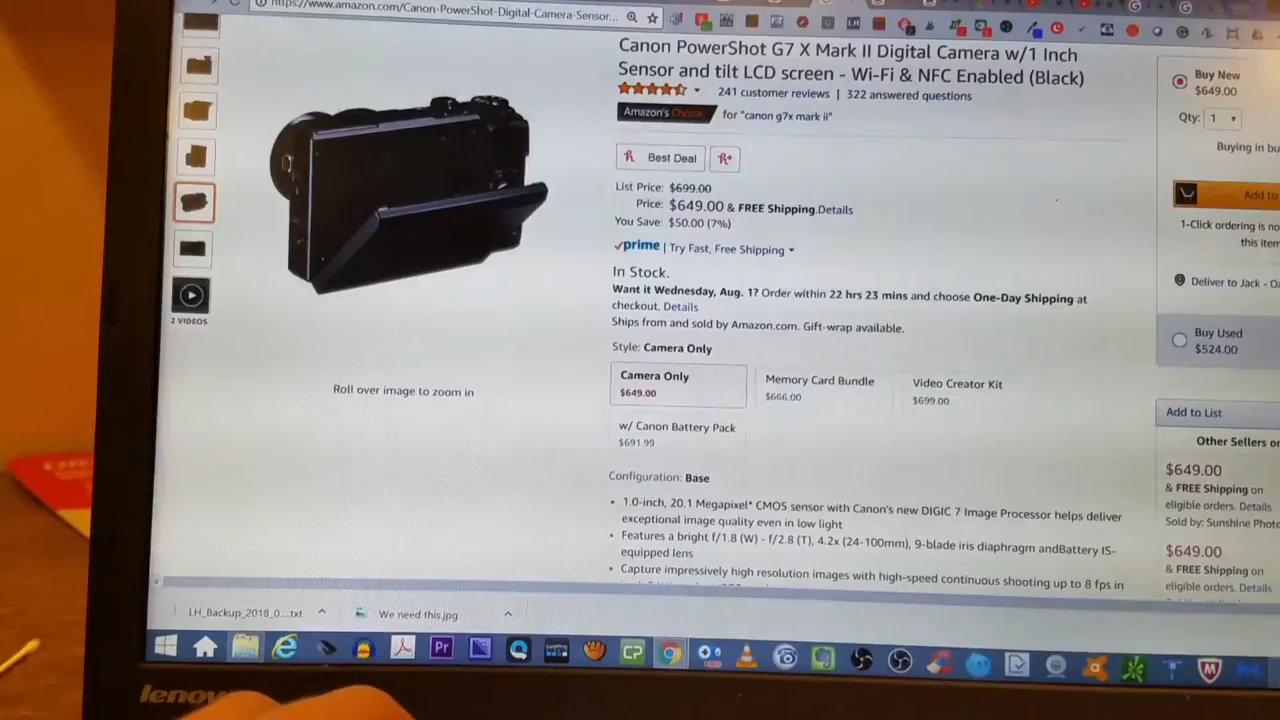 https://www.amazon.com/Canon-PowerShot-Digital-Camera-Sensor...
Canon PowerShot G7 X Mark II Digital Camera w/1 Inch
Sensor and tilt LCD screen - Wi-Fi & NFC Enabled (Black)
241 customer reviews | 322 answered questions
Amazon's Choice for "canon g7x mark ii"
Best Deal
List Price: $699.00
Price: $649.00 & FREE Shipping. Details
You Save: $50.00 (7%)
prime | Try Fast, Free Shipping
In Stock.
Want it Wednesday, Aug. 1? Order within 22 hrs 23 mins and choose One-Day Shipping at
checkout. Details
Ships from and sold by Amazon.com. Gift-wrap available.
Style: Camera Only
Camera Only
$649.00
Memory Card Bundle
$666.00
Video Creator Kit
$699.00
w/ Canon Battery Pack
$691.99
Configuration: Base
• 1.0-inch, 20.1 Megapixel* CMOS sensor with Canon's new DIGIC 7 Image Processor helps deliver
exceptional image quality even in low light
• Features a bright f/1.8 (W) - f/2.8 (T), 4.2x (24-100mm), 9-blade iris diaphragm andBattery IS-
equipped lens
• Capture impressively high resolution images with high-speed continuous shooting up to 8 fps in
2 VIDEOS
Roll over image to zoom in
Buy New
$649.00
Qty: 1
Buying in bu
Add to
1-Click ordering is no
this item
Deliver to Jack - O
Buy Used
$524.00
Add to List
Other Sellers o
$649.00
& FREE Shipping on
eligible orders. Details
Sold by: Sunshine Photo
$649.00
& FREE Shipping on
eligible orders. Details
LH_Backup_2018_0....txt
We need this.jpg
Pr
CP
lenovo